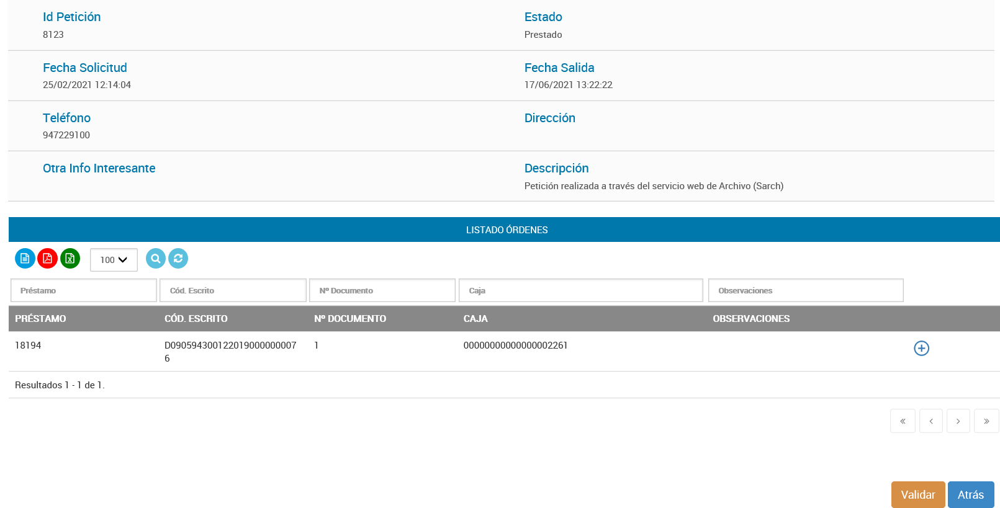 Id Petición
Estado
8123
Prestado
Fecha Solicitud
Fecha Salida
25/02/2021 12:14:04
17/06/2021 13:22:22
Teléfono
Dirección
947229100
Otra Info Interesante
Descripción
Petición realizada a través del servicio web de Archivo (Sarch)
LISTADO ÓRDENES
100
Préstamo
Cód. Escrito
Nº Documento
Caja
Observaciones
PRÉSTAMO
CÓD. ESCRITO
Nº DOCUMENTO
CAJA
OBSERVACIONES
18194
D090594300122019000000007
6
1
00000000000000002261
Resultados 1 - 1 de 1.
«
‹
›
»
Validar
Atrás